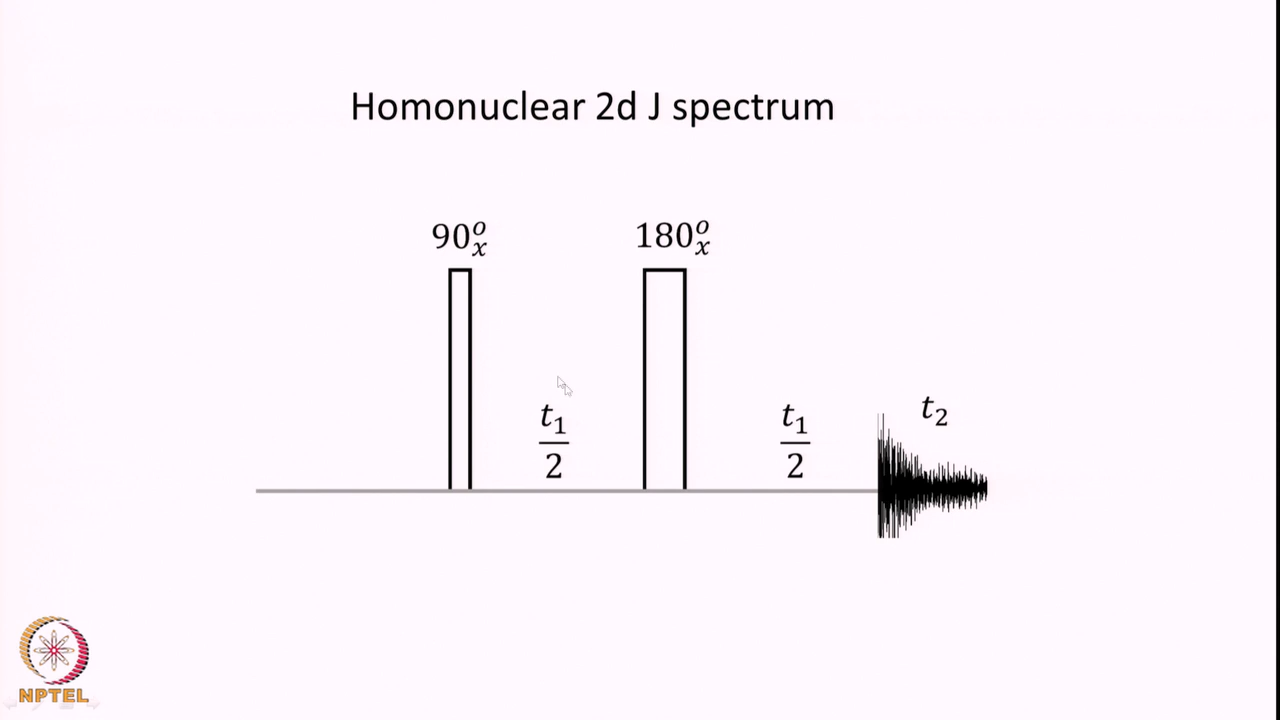 Homonuclear 2d J spectrum
90°ₓ 180°ₓ
t₁/2 t₁/2 t₂
NPTEL